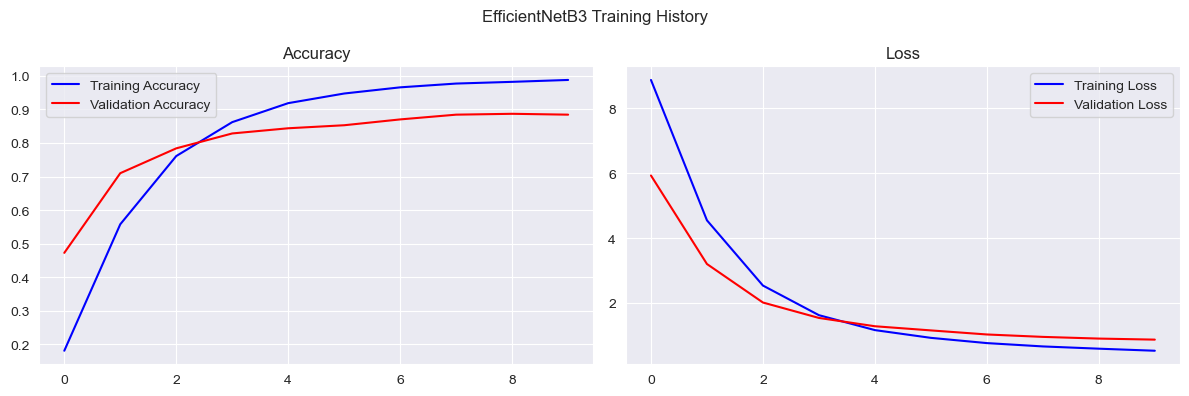 EfficientNetB3 Training History
Accuracy
Training Accuracy
Validation Accuracy
1.0
0.9
0.8
0.7
0.6
0.5
0.4
0.3
0.2
0 2 4 6 8
Loss
Training Loss
Validation Loss
8
6
4
2
0 2 4 6 8